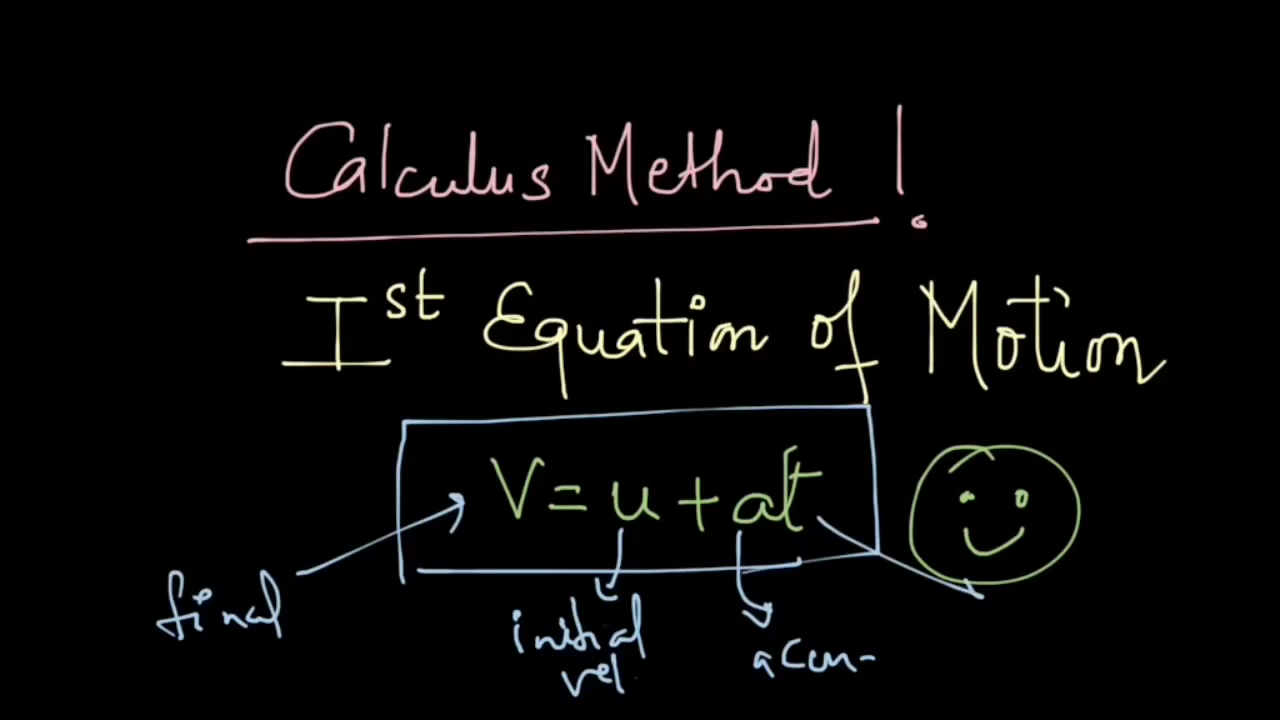 Calculus Method !
Ist Equation of Motion
V = u + at
final
initial
vel
accn-